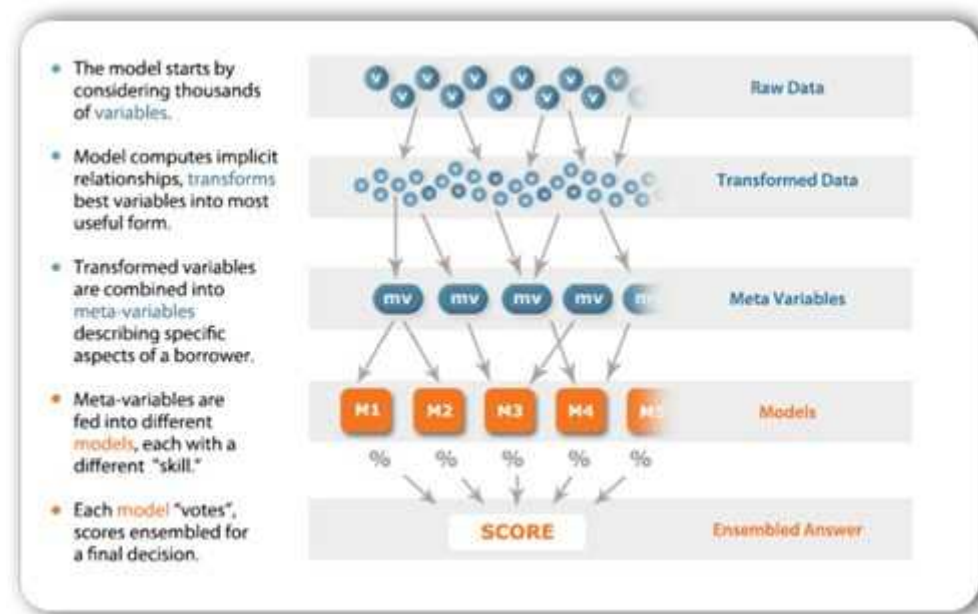 The model starts by
considering thousands
of variables.
Model computes implicit
relationships, transforms
best variables into most
useful form.
Transformed variables
are combined into
meta-variables
describing specific
aspects of a borrower.
Meta-variables are
fed into different
models, each with a
different "skill."
Each model "votes",
scores ensembled for
a final decision.
V V V V V V V V V V V
Raw Data
Transformed Data
mv mv mv mv
Meta Variables
M1 M2 M3 M4 M5
Models
% % % % %
SCORE
Ensembled Answer